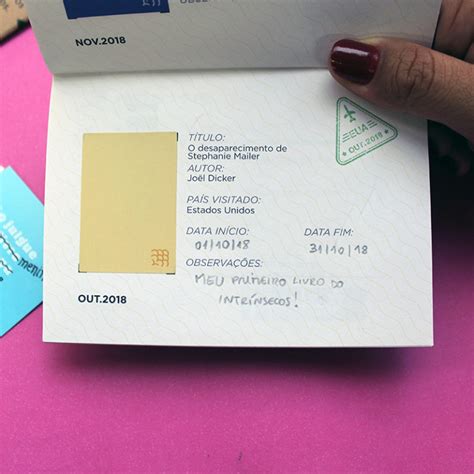 NOV.2018
TÍTULO:
O desaparecimento de
Stephanie Mailer
AUTOR:
Joël Dicker
PAÍS VISITADO:
Estados Unidos
DATA INÍCIO:
01/10/18
DATA FIM:
31/10/18
OBSERVAÇÕES:
MEU PRIMEIRO LIVRO DO
INTRÍNSECOS!
OUT.2018
EUA
OUT.2018